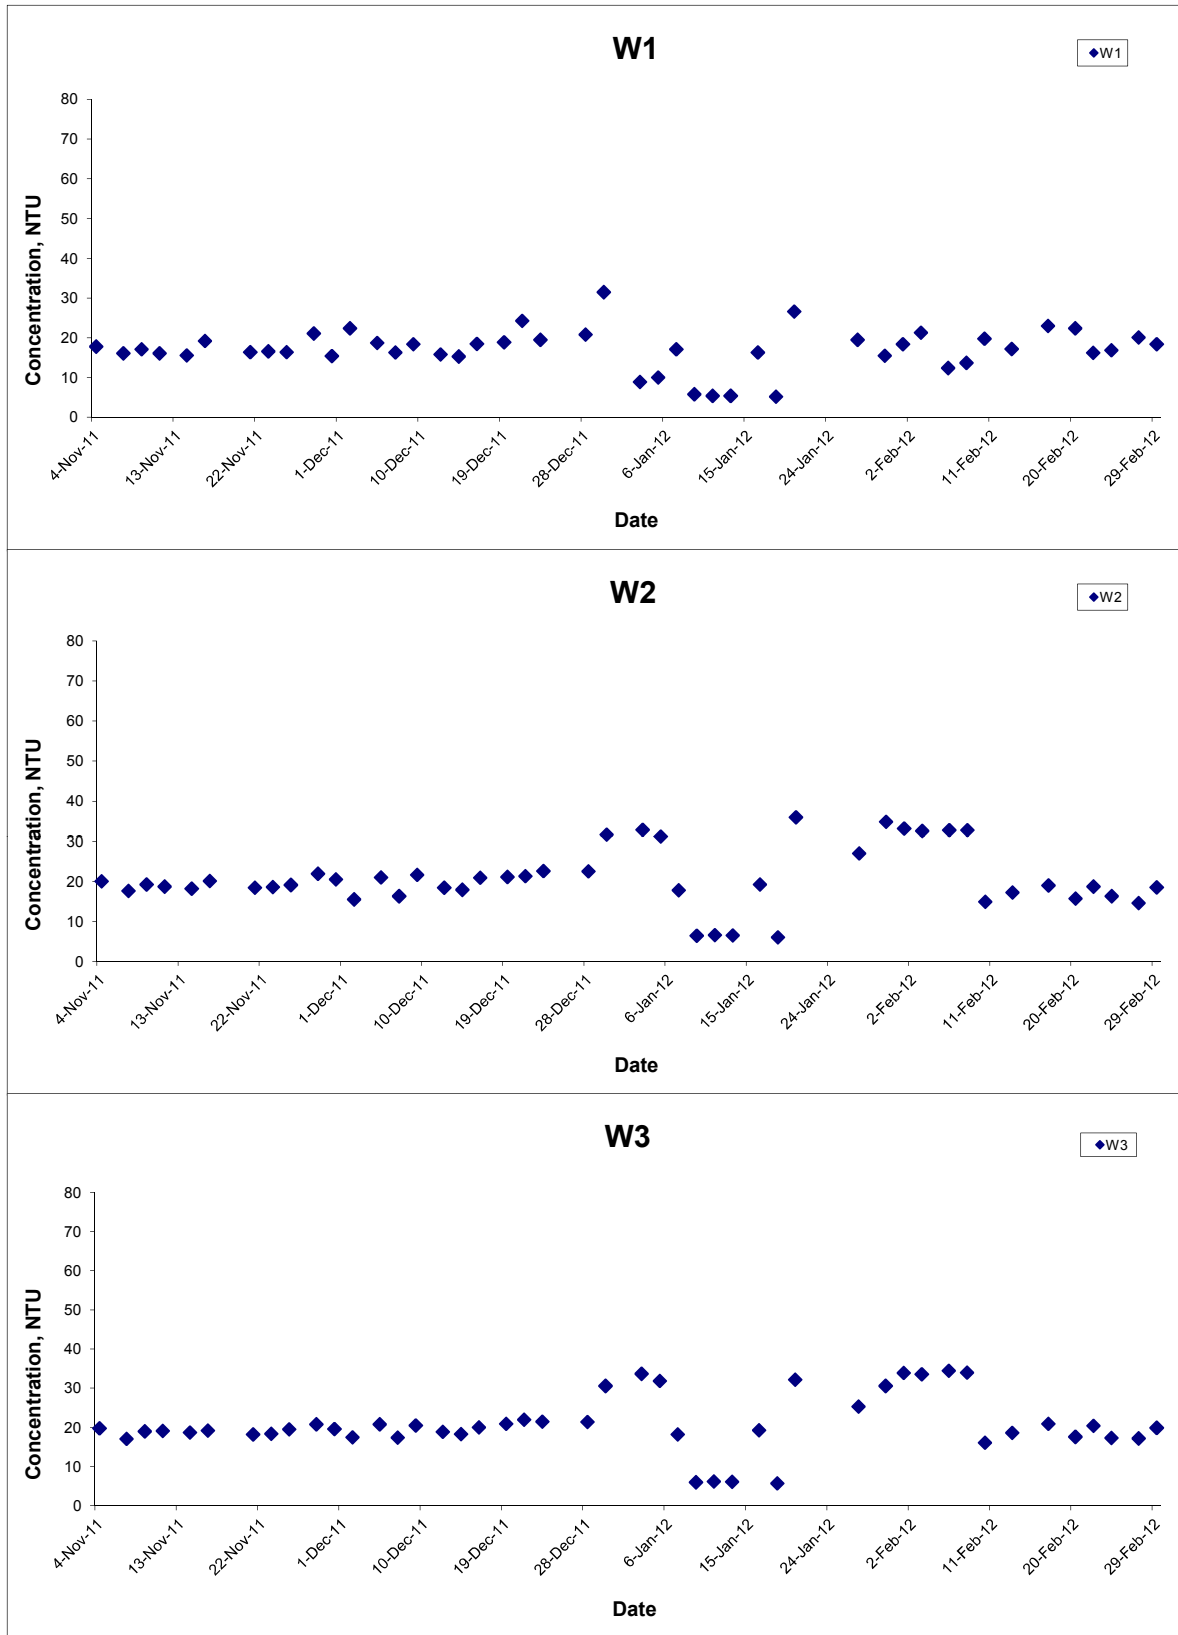 W1
W1
80
70
60
50
40
30
20
10
0
Concentration, NTU
4-Nov-11
13-Nov-11
22-Nov-11
1-Dec-11
10-Dec-11
19-Dec-11
28-Dec-11
6-Jan-12
15-Jan-12
24-Jan-12
2-Feb-12
11-Feb-12
20-Feb-12
29-Feb-12
Date
W2
W2
80
70
60
50
40
30
20
10
0
Concentration, NTU
4-Nov-11
13-Nov-11
22-Nov-11
1-Dec-11
10-Dec-11
19-Dec-11
28-Dec-11
6-Jan-12
15-Jan-12
24-Jan-12
2-Feb-12
11-Feb-12
20-Feb-12
29-Feb-12
Date
W3
W3
80
70
60
50
40
30
20
10
0
Concentration, NTU
4-Nov-11
13-Nov-11
22-Nov-11
1-Dec-11
10-Dec-11
19-Dec-11
28-Dec-11
6-Jan-12
15-Jan-12
24-Jan-12
2-Feb-12
11-Feb-12
20-Feb-12
29-Feb-12
Date